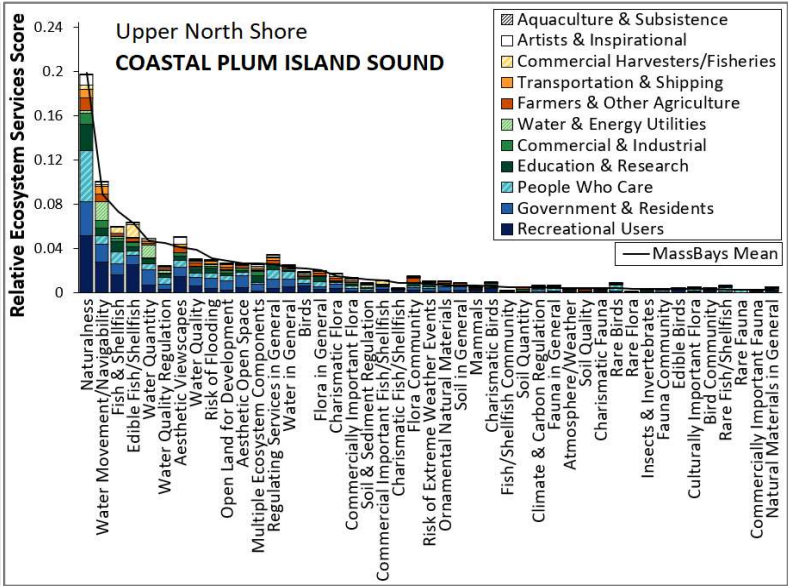 Relative Ecosystem Services Score
0.24
0.2
0.16
0.12
0.08
0.04
0
Upper North Shore
COASTAL PLUM ISLAND SOUND
Aquaculture & Subsistence
Artists & Inspirational
Commercial Harvesters/Fisheries
Transportation & Shipping
Farmers & Other Agriculture
Water & Energy Utilities
Commercial & Industrial
Education & Research
People Who Care
Government & Residents
Recreational Users
MassBays Mean
Naturalness
Water Movement/Navigability
Fish & Shellfish
Edible Fish/Shellfish
Water Quantity
Water Quality Regulation
Aesthetic Viewscapes
Water Quality
Risk of Flooding
Open Land for Development
Aesthetic Open Space
Multiple Ecosystem Components
Regulating Services in General
Water in General
Birds
Flora in General
Charismatic Flora
Commercially Important Flora
Soil & Sediment Regulation
Commercial Important Fish/Shellfish
Charismatic Fish/Shellfish
Flora Community
Risk of Extreme Weather Events
Ornamental Natural Materials
Soil in General
Mammals
Charismatic Birds
Fish/Shellfish Community
Soil Quantity
Climate & Carbon Regulation
Fauna in General
Atmosphere/Weather
Soil Quality
Charismatic Fauna
Rare Birds
Rare Flora
Insects & Invertebrates
Fauna Community
Edible Birds
Culturally Important Flora
Bird Community
Rare Fish/Shellfish
Rare Fauna
Commercially Important Fauna
Natural Materials in General